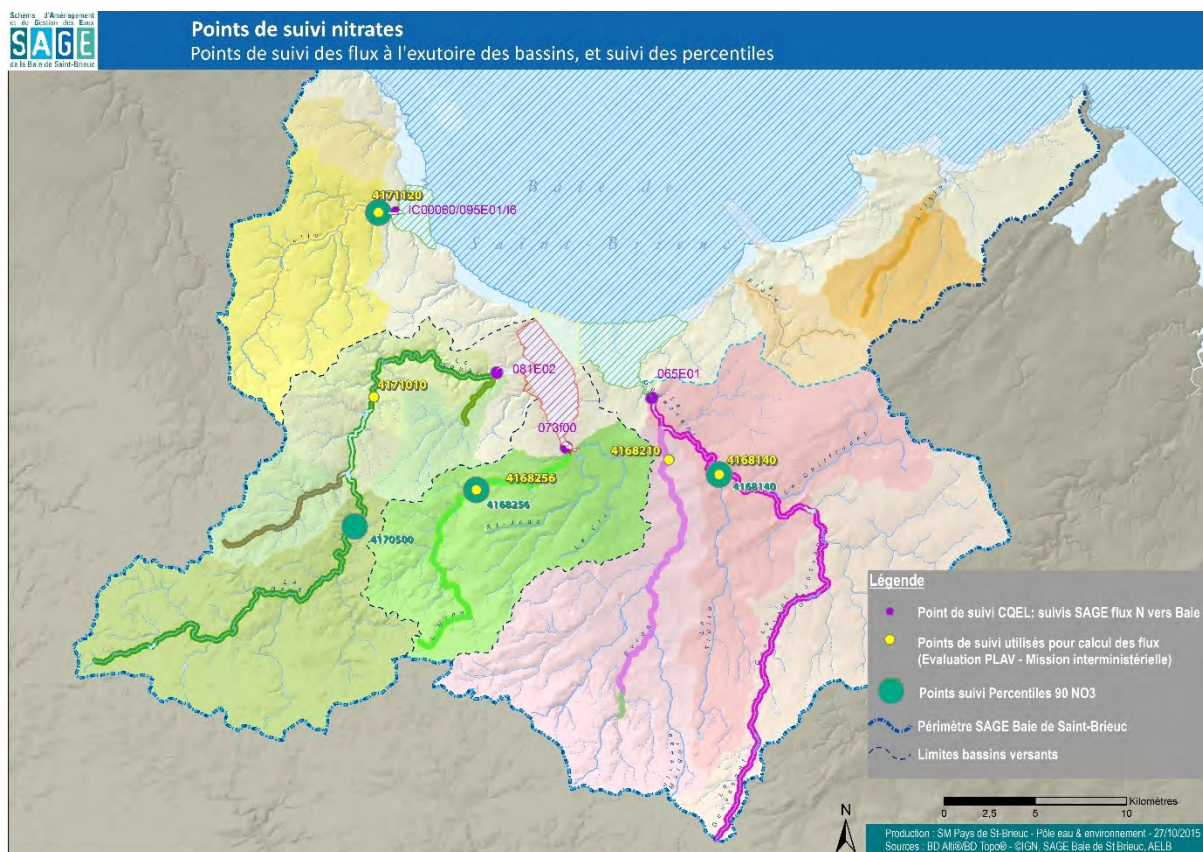 Schéma d'Aménagement
et de Gestion des Eaux
SAGE
de la Baie de Saint-Brieuc
Points de suivi nitrates
Points de suivi des flux à l'exutoire des bassins, et suivi des percentiles
4171120
IC00060/095E01/I6
Baie de
Saint-Brieuc
081E02
065E01
4171010
073f00
4168210
4168140
4168140
4168256
4168256
4170500
Légende
Point de suivi CQEL: suivis SAGE flux N vers Baie
Points de suivi utilisés pour calcul des flux
(Evaluation PLAV - Mission interministérielle)
Points suivi Percentiles 90 NO3
Périmètre SAGE Baie de Saint-Brieuc
Limites bassins versants
N
Kilomètres
0 2,5 5 10
Production : SM Pays de St-Brieuc - Pôle eau & environnement - 27/10/2015
Sources : BD Alti®/BD Topo® - ©IGN, SAGE Baie de St Brieuc, AELB